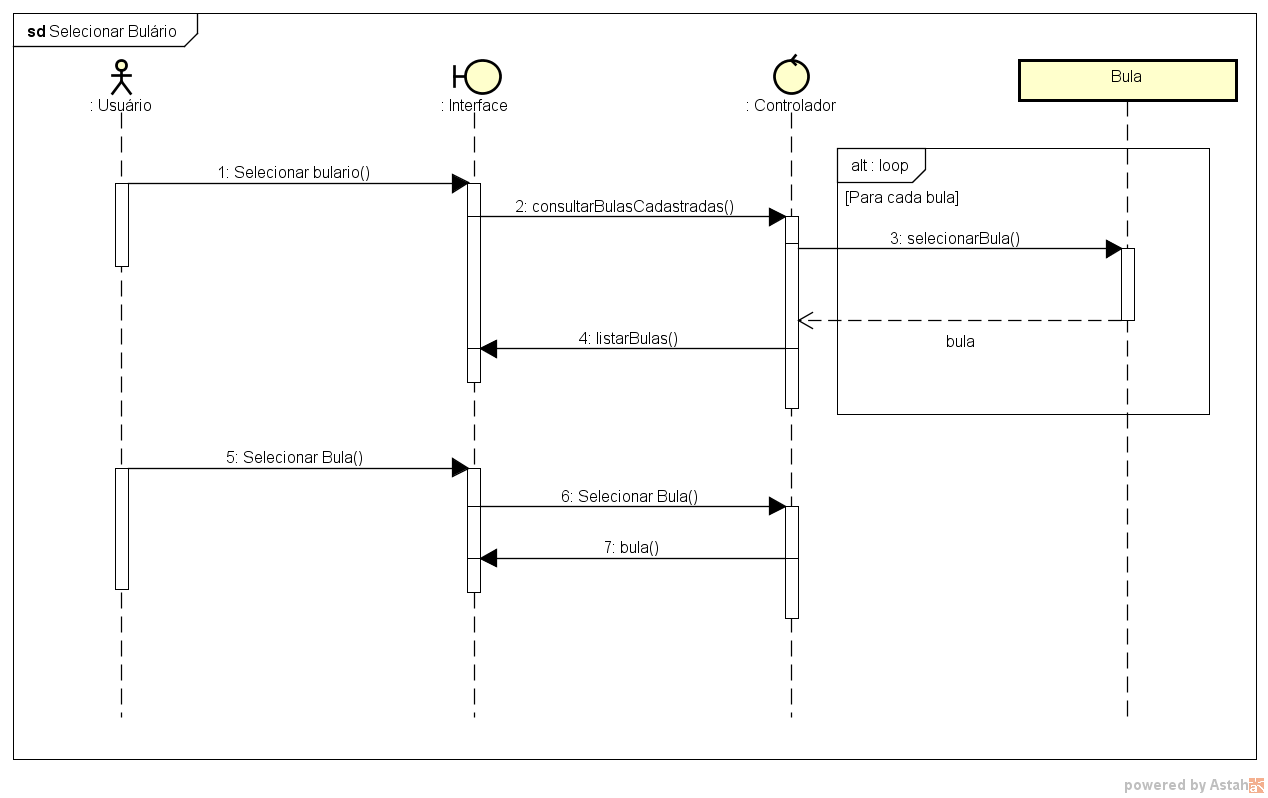 sd Selecionar Bulário
: Usuário
: Interface
: Controlador
Bula
alt : loop
[Para cada bula]
1: Selecionar bulario()
2: consultarBulasCadastradas()
3: selecionarBula()
bula
4: listarBulas()
5: Selecionar Bula()
6: Selecionar Bula()
7: bula()
powered by Astah